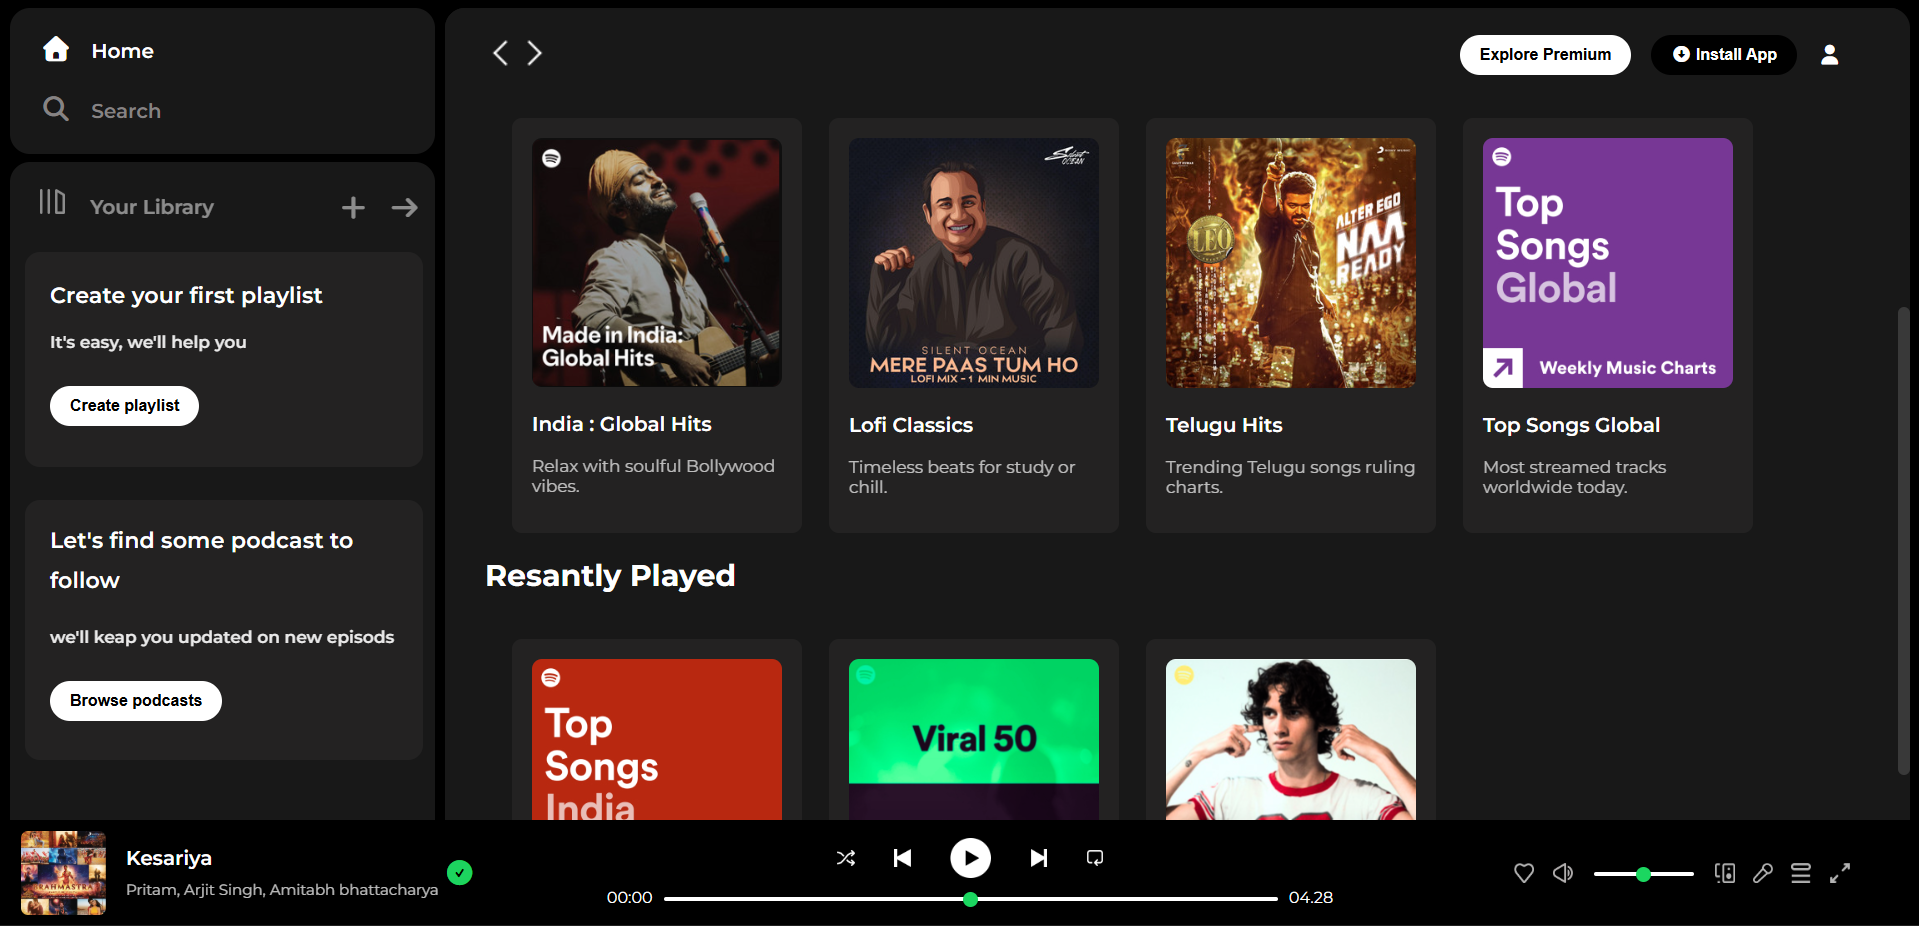 Home
Search
Your Library
Create your first playlist
It's easy, we'll help you
Create playlist
Let's find some podcast to
follow
we'll keap you updated on new episods
Browse podcasts
Explore Premium
Install App
Made in India:
Global Hits
India : Global Hits
Relax with soulful Bollywood
vibes.
Silent
OCEAN
SILENT OCEAN
MERE PAAS TUM HO
LOFI MIX - 1 MIN MUSIC
Lofi Classics
Timeless beats for study or
chill.
ALTER EGO
NAA
READY
LEO
Telugu Hits
Trending Telugu songs ruling
charts.
Top
Songs
Global
Weekly Music Charts
Top Songs Global
Most streamed tracks
worldwide today.
Resantly Played
Top
Songs
India
Viral 50
Kesariya
Pritam, Arjit Singh, Amitabh bhattacharya
00:00
04.28